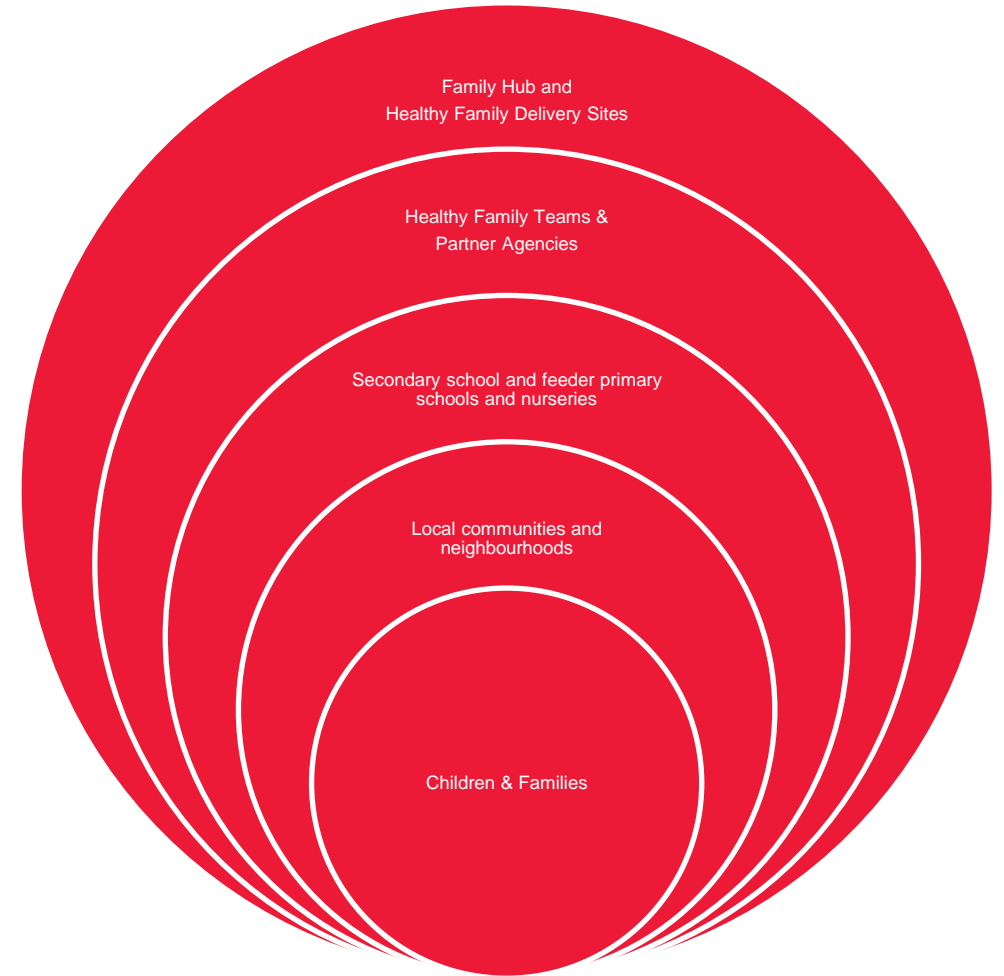 Family Hub and
Healthy Family Delivery Sites
Healthy Family Teams &
Partner Agencies
Secondary school and feeder primary
schools and nurseries
Local communities and
neighbourhoods
Children & Families